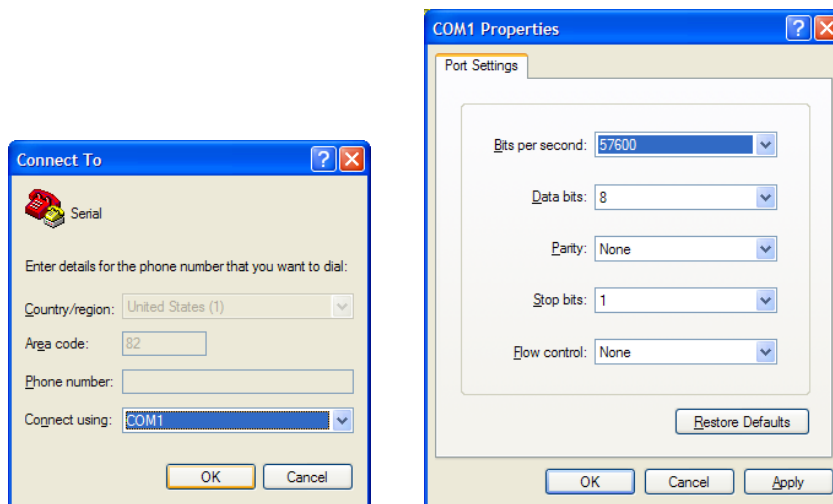 Connect To
Serial
Enter details for the phone number that you want to dial:
Country/region: United States (1)
Area code: 82
Phone number:
Connect using: COM1
OK Cancel
COM1 Properties
Port Settings
Bits per second: 57600
Data bits: 8
Parity: None
Stop bits: 1
Flow control: None
Restore Defaults
OK Cancel Apply